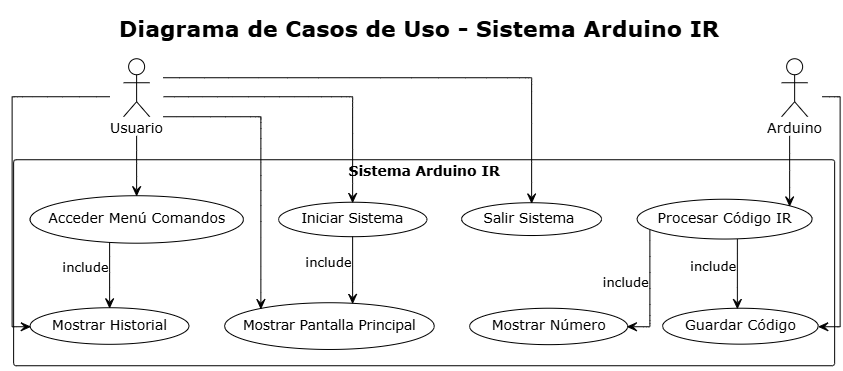 Diagrama de Casos de Uso - Sistema Arduino IR
Usuario
Arduino
Sistema Arduino IR
Acceder Menú Comandos
Iniciar Sistema
Salir Sistema
Procesar Código IR
include
include
include
include
Mostrar Historial
Mostrar Pantalla Principal
Mostrar Número
Guardar Código